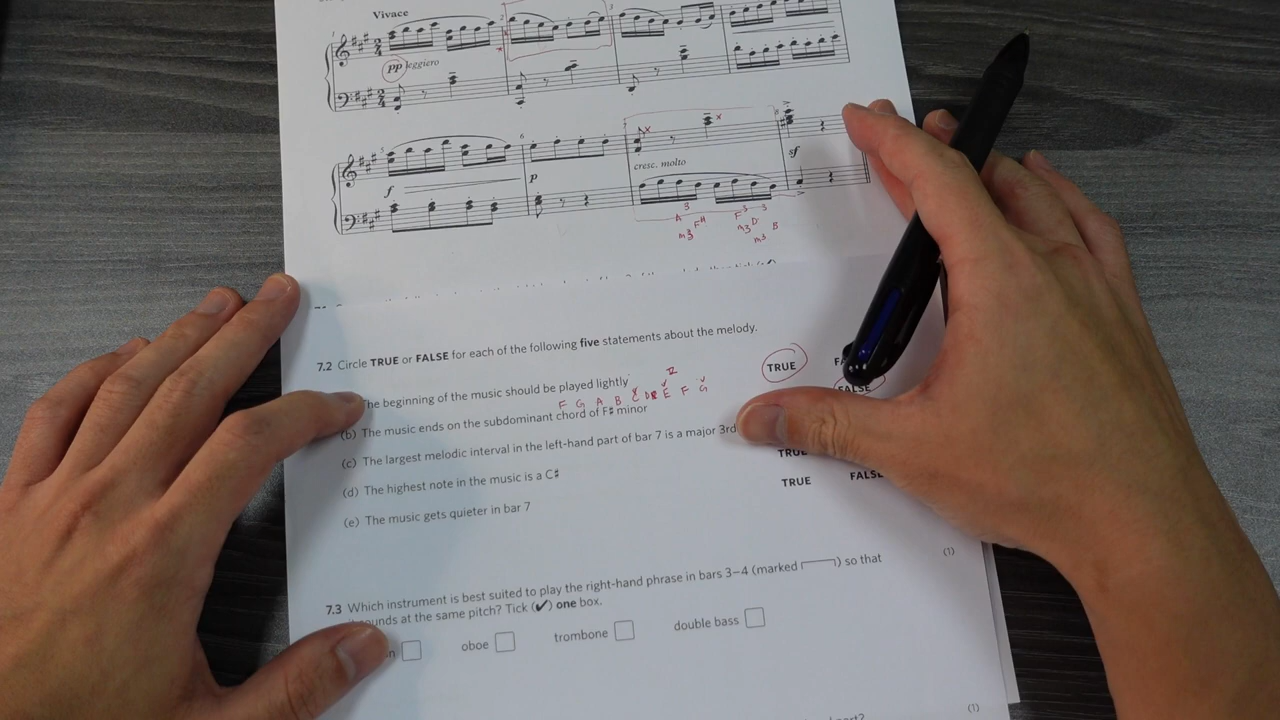 Vivace
2
3
pp leggiero
5
6
f
p
cresc. molto
sf
A 3 F# F 3 3
m3 m3 D B
m3
7.2 Circle TRUE or FALSE for each of the following five statements about the melody.
The beginning of the music should be played lightly TRUE
F G A B C D E F G
(b) The music ends on the subdominant chord of F# minor FALSE
(c) The largest melodic interval in the left-hand part of bar 7 is a major 3rd
(d) The highest note in the music is a C# TRUE
(e) The music gets quieter in bar 7 TRUE FALSE
(1)
7.3 Which instrument is best suited to play the right-hand phrase in bars 3–4 (marked ) so that
sounds at the same pitch? Tick (✔) one box.
oboe trombone double bass
(1)